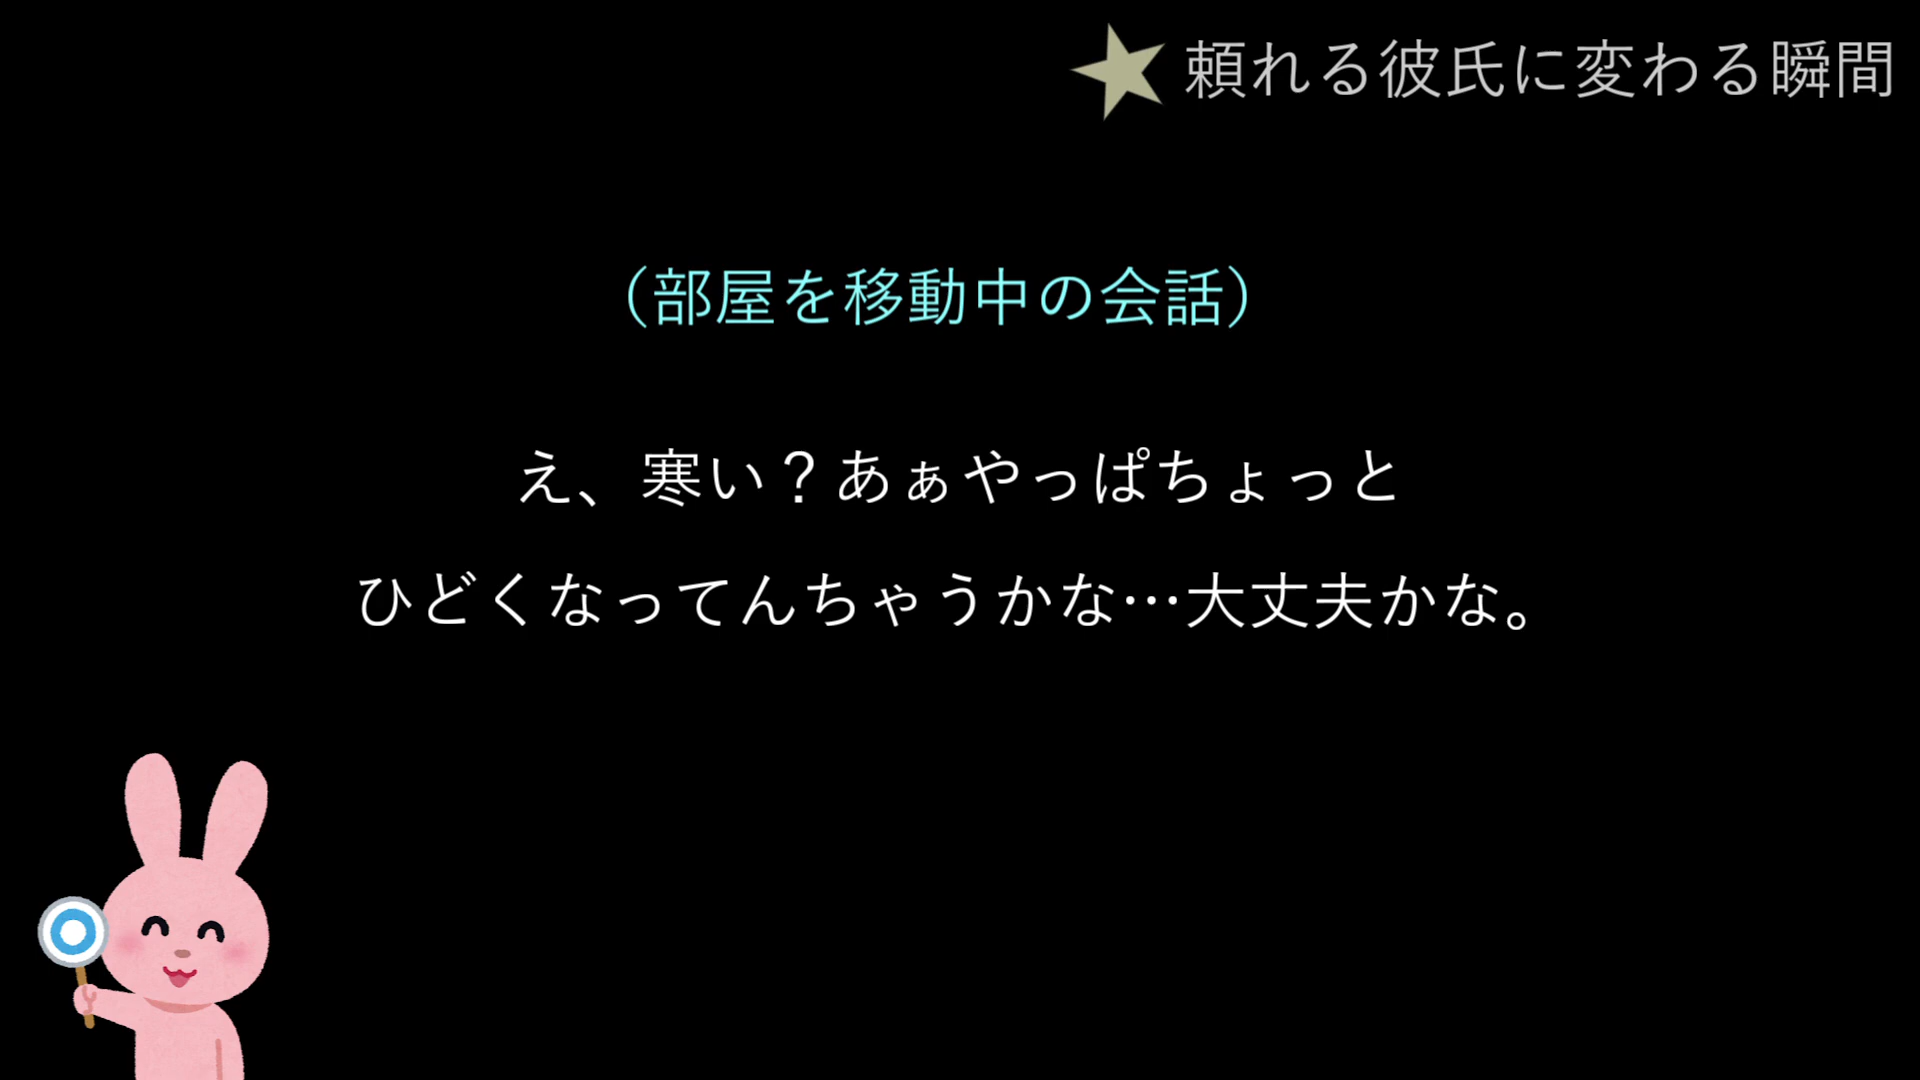 頼れる彼氏に変わる瞬間
（部屋を移動中の会話）
え、寒い？あぁやっぱちょっと
ひどくなってんちゃうかな…大丈夫かな。